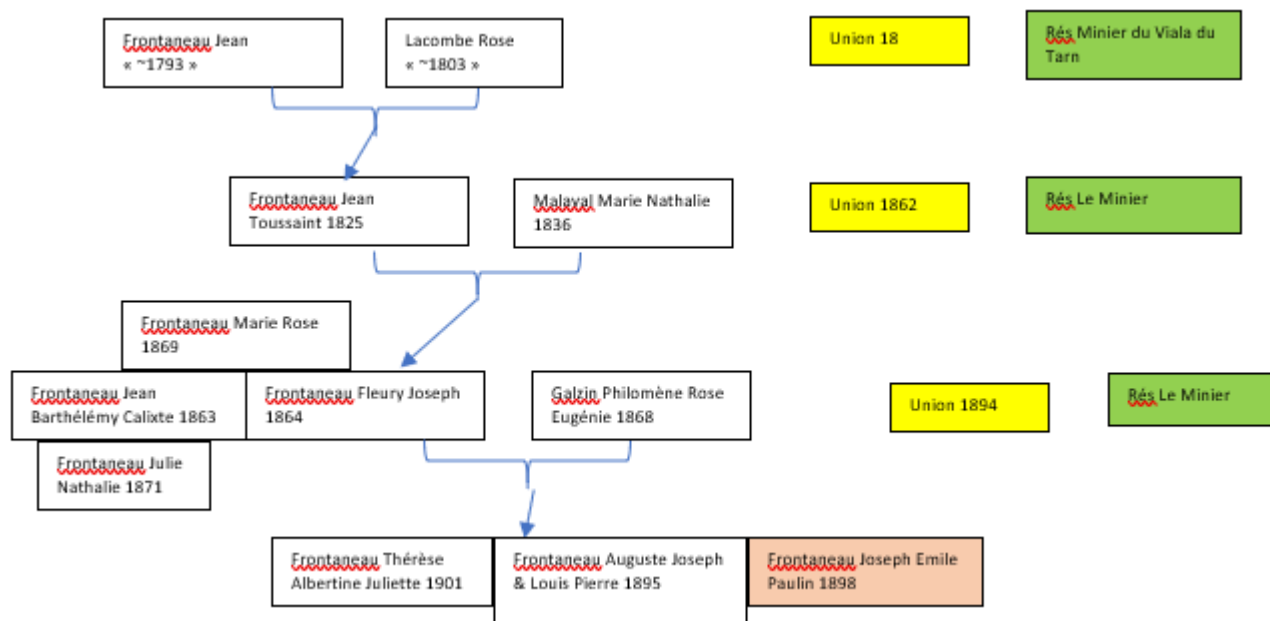 Frontaneau Jean
« ~1793 »
Lacombe Rose
« ~1803 »
Union 18
Rés Minier du Viala du
Tarn
Frontaneau Jean
Toussaint 1825
Malaval Marie Nathalie
1836
Union 1862
Rés Le Minier
Frontaneau Marie Rose
1869
Frontaneau Jean
Barthélémy Calixte 1863
Frontaneau Fleury Joseph
1864
Galzin Philomène Rose
Eugénie 1868
Union 1894
Rés Le Minier
Frontaneau Julie
Nathalie 1871
Frontaneau Thérèse
Albertine Juliette 1901
Frontaneau Auguste Joseph
& Louis Pierre 1895
Frontaneau Joseph Emile
Paulin 1898